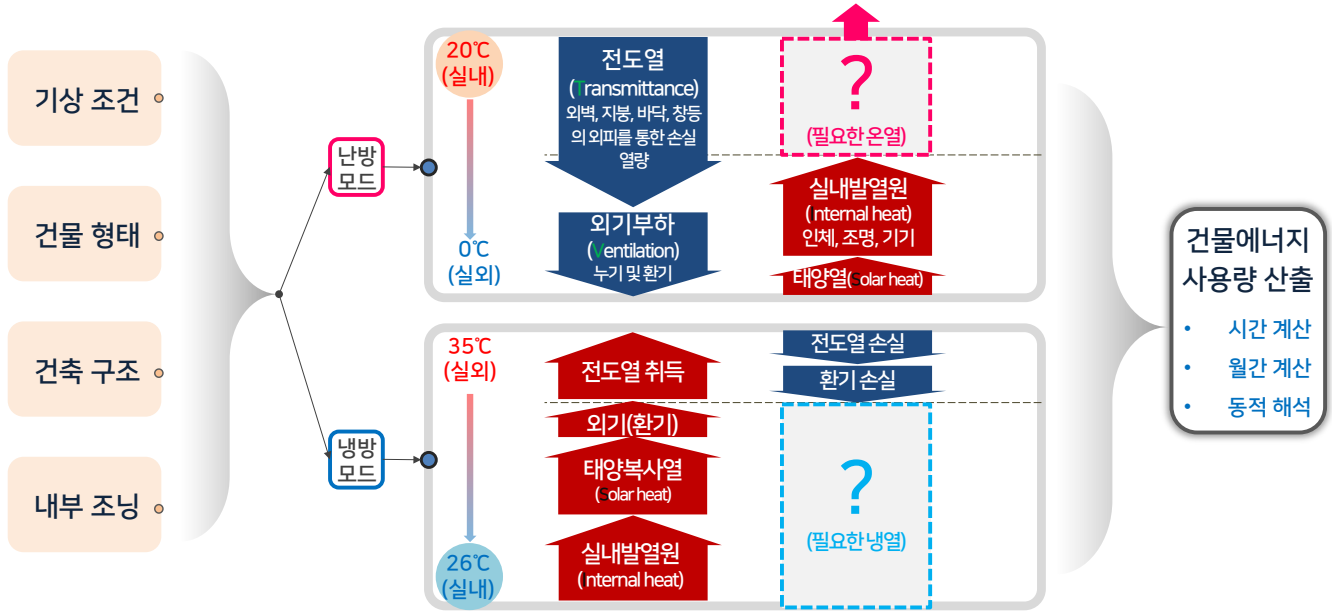 기상 조건
건물 형태
건축 구조
내부 조닝
난방
모드
냉방
모드
20℃
(실내)
0℃
(실외)
전도열
(Transmittance)
외벽, 지붕, 바닥, 창등
의 외피를 통한 손실
열량
외기부하
(Ventilation)
누기 및 환기
?
(필요한 온열)
실내발열원
(Internal heat)
인체, 조명, 기기
태양열(Solar heat)
35℃
(실외)
26℃
(실내)
전도열 취득
외기(환기)
태양복사열
(Solar heat)
실내발열원
(Internal heat)
전도열 손실
환기 손실
?
(필요한 냉열)
건물에너지
사용량 산출
• 시간 계산
• 월간 계산
• 동적 해석